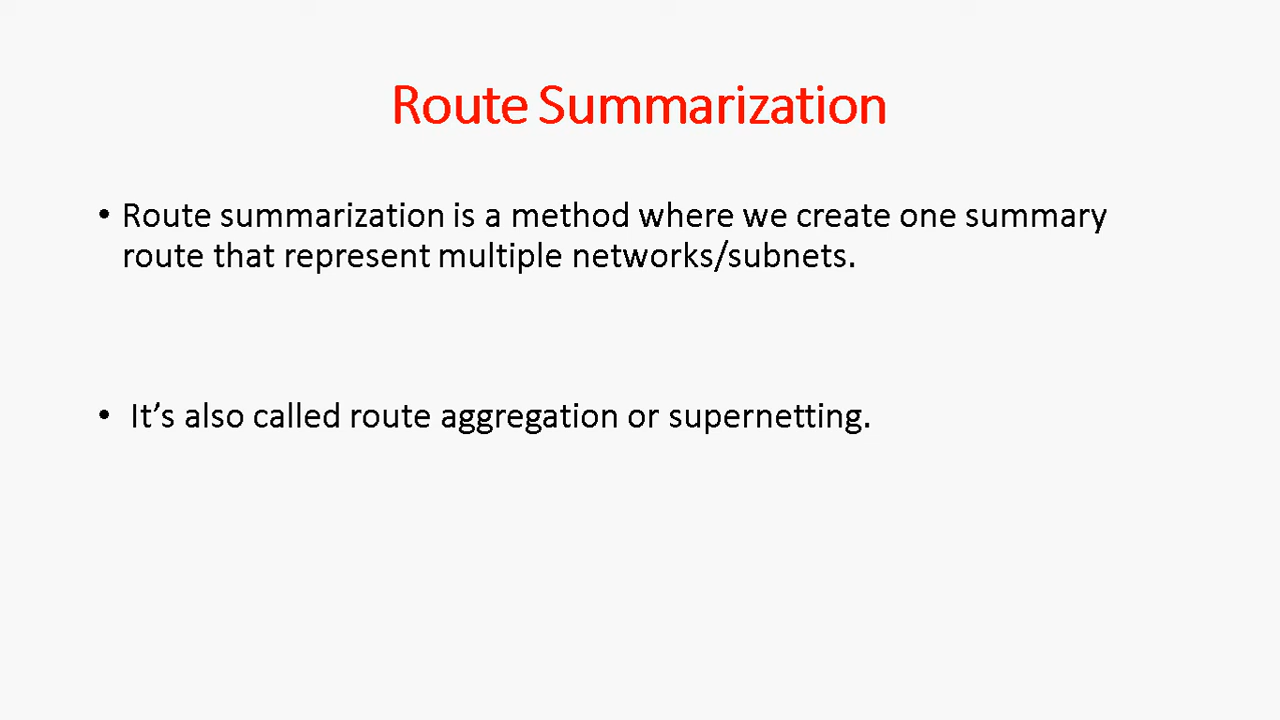 Route Summarization
• Route summarization is a method where we create one summary
route that represent multiple networks/subnets.
• It’s also called route aggregation or supernetting.